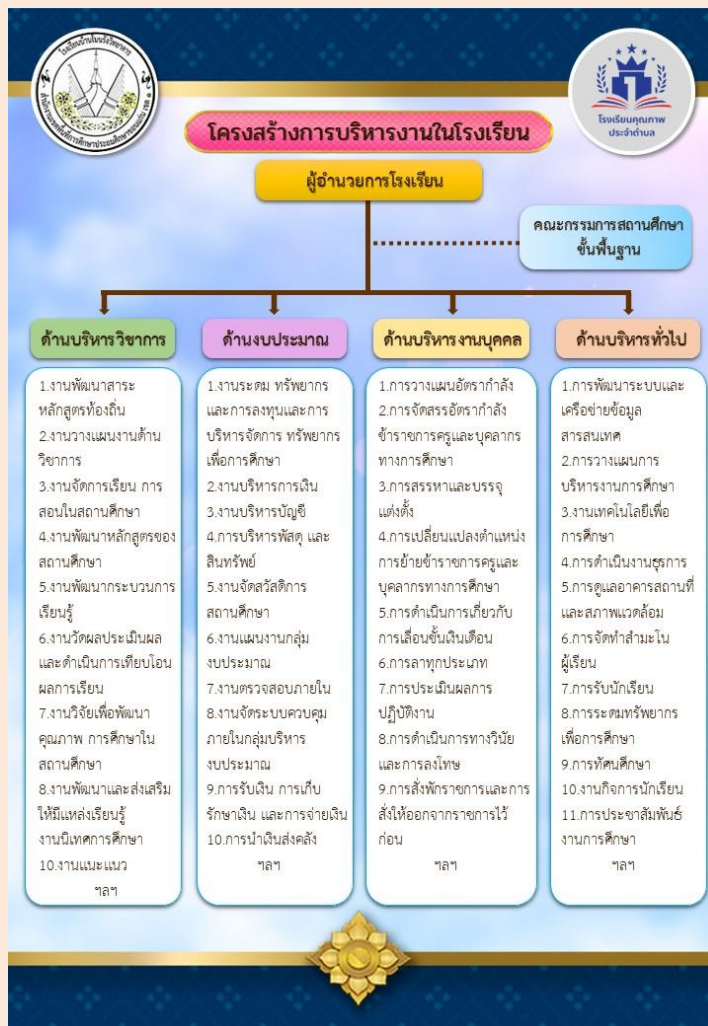 โรงเรียนคุณภาพ
ประจำตำบล
โครงสร้างการบริหารงานในโรงเรียน
ผู้อำนวยการโรงเรียน
คณะกรรมการสถานศึกษา
ขั้นพื้นฐาน
ด้านบริหารวิชาการ
1.งานพัฒนาสาระ
หลักสูตรท้องถิ่น
2.งานวางแผนงานด้าน
วิชาการ
3.งานจัดการเรียน การ
สอนในสถานศึกษา
4.งานพัฒนาหลักสูตรของ
สถานศึกษา
5.งานพัฒนากระบวนการ
เรียนรู้
6.งานวัดผลประเมินผล
และดำเนินการเทียบโอน
ผลการเรียน
7.งานวิจัยเพื่อพัฒนา
คุณภาพ การศึกษาใน
สถานศึกษา
8.งานพัฒนาและส่งเสริม
ให้มีแหล่งเรียนรู้
งานนิเทศการศึกษา
10.งานแนะแนว
ฯลฯ
ด้านงบประมาณ
1.งานระดม ทรัพยากร
และการลงทุนและการ
บริหารจัดการ ทรัพยากร
เพื่อการศึกษา
2.งานบริหารการเงิน
3.งานบริหารบัญชี
4.การบริหารพัสดุ และ
สินทรัพย์
5.งานจัดสวัสดิการ
สถานศึกษา
6.งานแผนงานกลุ่ม
งบประมาณ
7.งานตรวจสอบภายใน
8.งานจัดระบบควบคุม
ภายในกลุ่มบริหาร
งบประมาณ
9.การรับเงิน การเก็บ
รักษาเงิน และการจ่ายเงิน
10.การนำเงินส่งคลัง
ฯลฯ
ด้านบริหารงานบุคคล
1.การวางแผนอัตรากำลัง
2.การจัดสรรอัตรากำลัง
ข้าราชการครูและบุคลากร
ทางการศึกษา
3.การสรรหาและบรรจุ
แต่งตั้ง
4.การเปลี่ยนแปลงตำแหน่ง
การย้ายข้าราชการครูและ
บุคลากรทางการศึกษา
5.การดำเนินการเกี่ยวกับ
การเลื่อนขั้นเงินเดือน
6.การลาทุกประเภท
7.การประเมินผลการ
ปฏิบัติงาน
8.การดำเนินการทางวินัย
และการลงโทษ
9.การสั่งพักราชการและการ
สั่งให้ออกจากราชการไว้
ก่อน
ฯลฯ
ด้านบริหารทั่วไป
1.การพัฒนาระบบและ
เครือข่ายข้อมูล
สารสนเทศ
2.การวางแผนการ
บริหารงานการศึกษา
3.งานเทคโนโลยีเพื่อ
การศึกษา
4.การดำเนินงานธุรการ
5.การดูแลอาคารสถานที่
และสภาพแวดล้อม
6.การจัดทำสำมะโน
ผู้เรียน
7.การรับนักเรียน
8.การระดมทรัพยากร
เพื่อการศึกษา
9.การทัศนศึกษา
10.งานกิจการนักเรียน
11.การประชาสัมพันธ์
งานการศึกษา
ฯลฯ